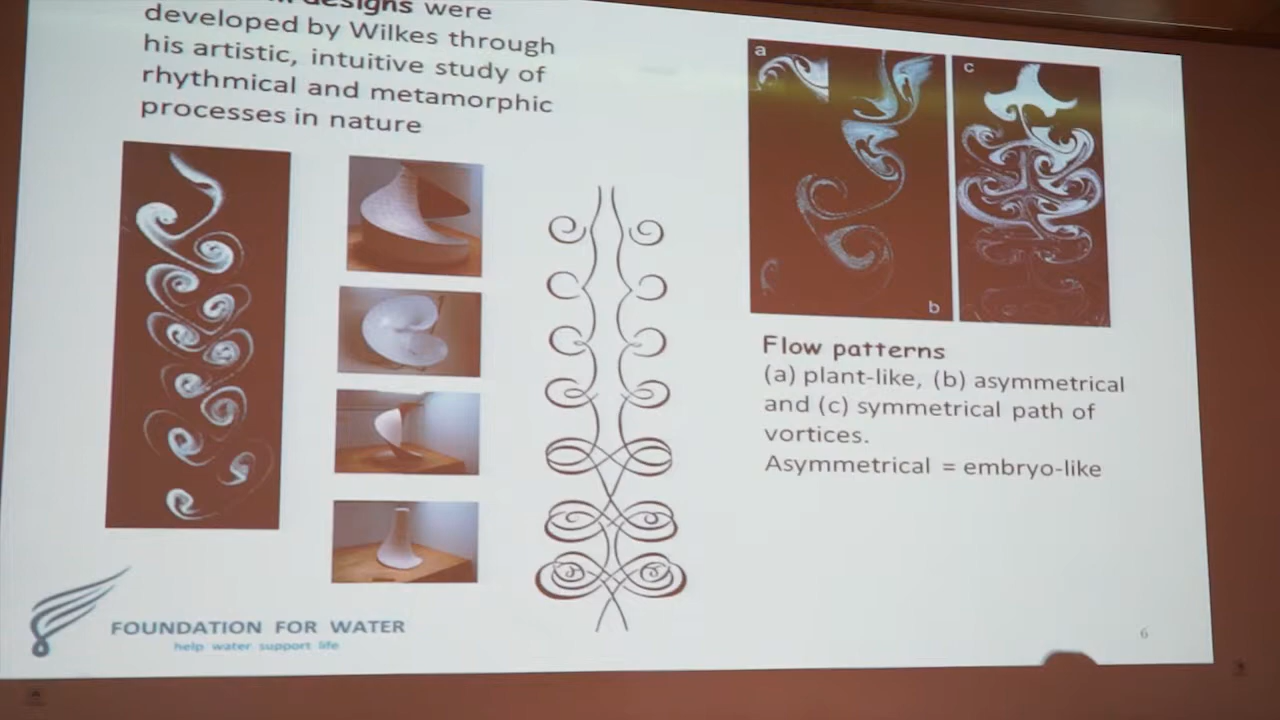 designs were
developed by Wilkes through
his artistic, intuitive study of
rhythmical and metamorphic
processes in nature
a
b
c
Flow patterns
(a) plant-like, (b) asymmetrical
and (c) symmetrical path of
vortices.
Asymmetrical = embryo-like
FOUNDATION FOR WATER
help water support life
6